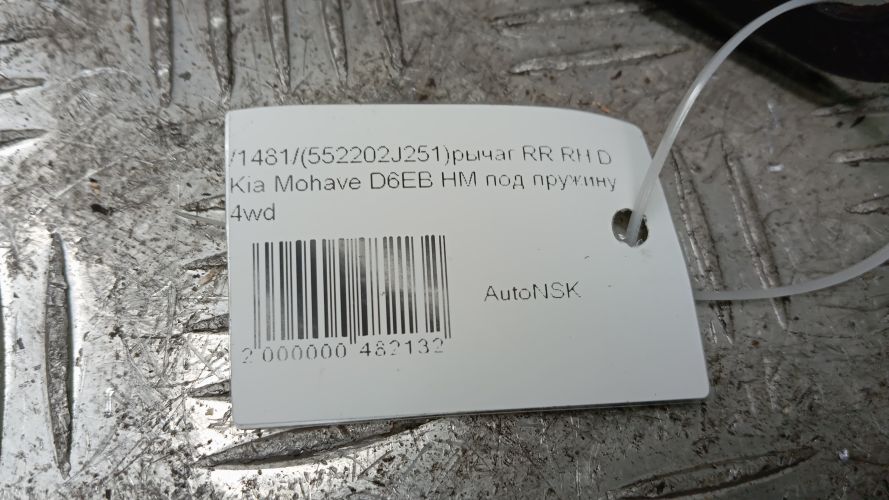 /1481/(552202J251)рычаг RR RH D
Kia Mohave D6EB HM под пружину
4wd
AutoNSK
2 000000 482132